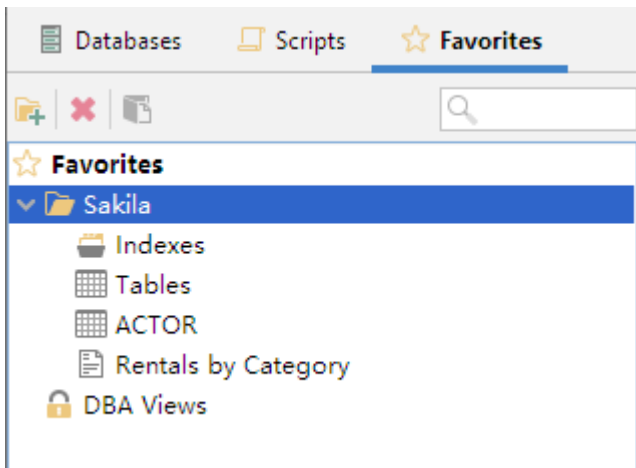 Databases Scripts Favorites
Favorites
Sakila
Indexes
Tables
ACTOR
Rentals by Category
DBA Views